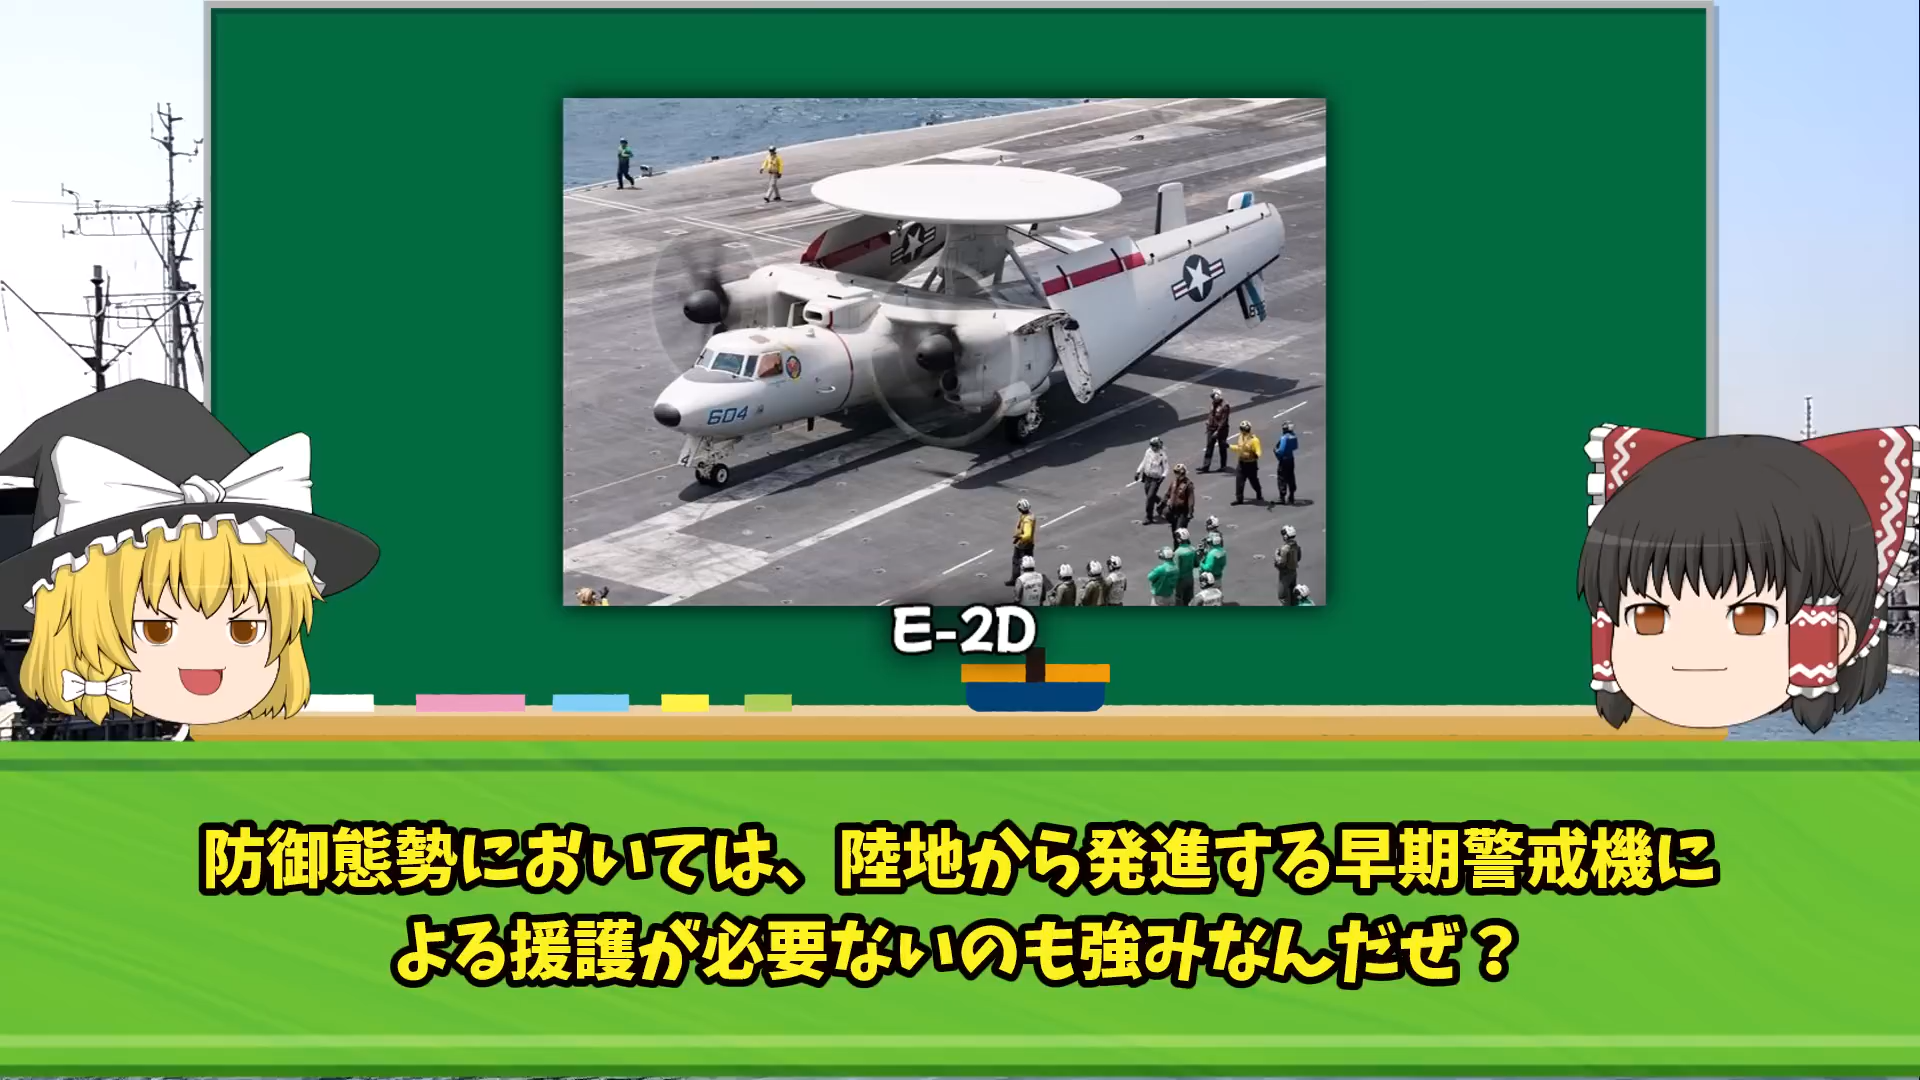 604
4
E-2D
防御態勢においては、陸地から発進する早期警戒機に
よる援護が必要ないのも強みなんだぜ？